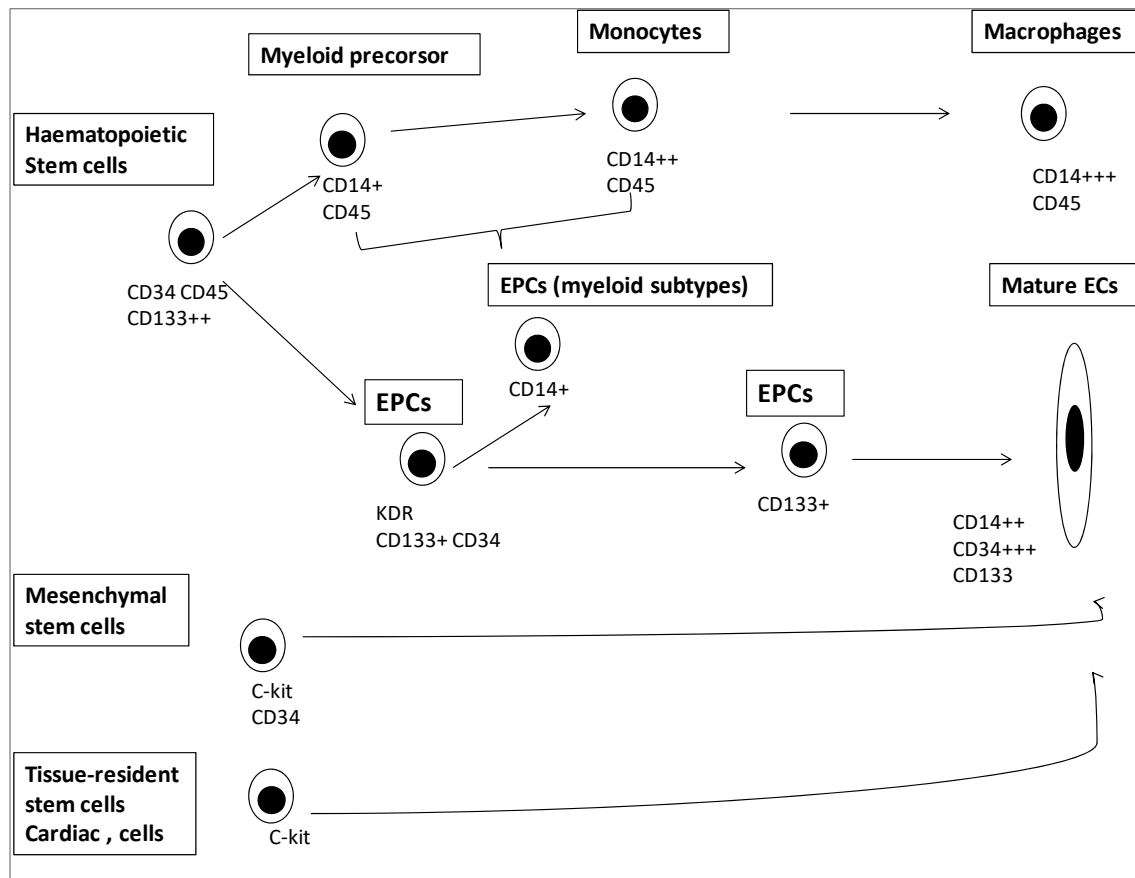 Myeloid precorsor
Monocytes
Macrophages
Haematopoietic
Stem cells
CD14+
CD45
CD14++
CD45
CD14+++
CD45
CD34 CD45
CD133++
EPCs (myeloid subtypes)
Mature ECs
CD14+
EPCs
EPCs
KDR
CD133+ CD34
CD133+
CD14++
CD34+++
CD133
Mesenchymal
stem cells
C-kit
CD34
Tissue-resident
stem cells
Cardiac , cells
C-kit